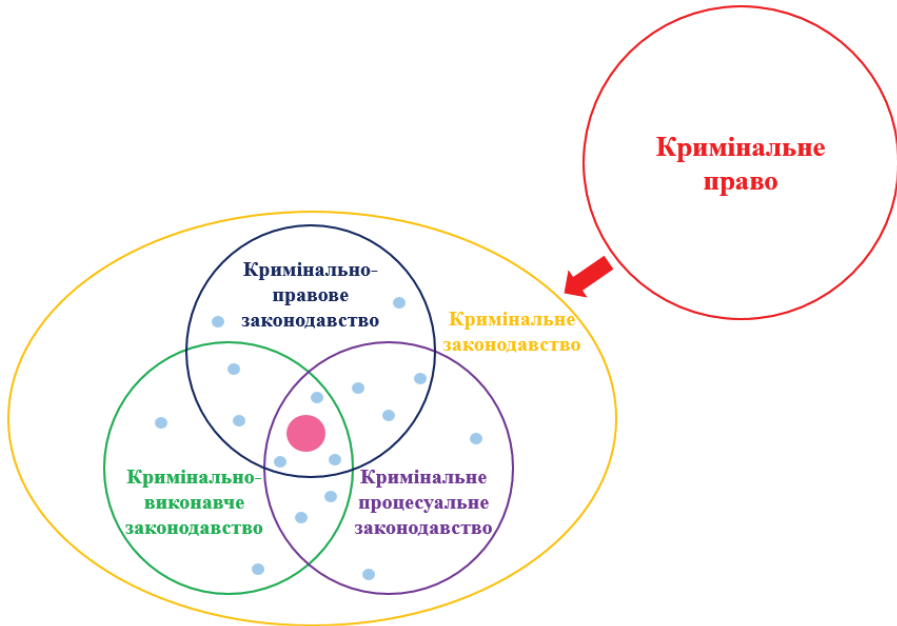 Кримінальне
право
Кримінально-
правове
законодавство
Кримінальне
законодавство
Кримінально-
виконавче
законодавство
Кримінальне
процесуальне
законодавство